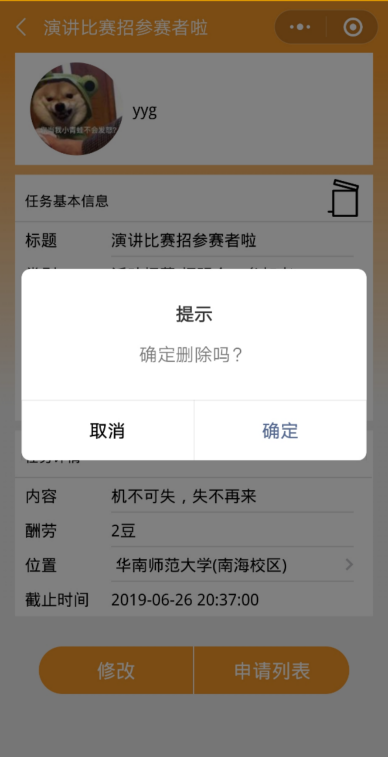 演讲比赛招参赛者啦
yyg
任务基本信息
标题 演讲比赛招参赛者啦
提示
确定删除吗？
取消 确定
内容 机不可失，失不再来
酬劳 2豆
位置 华南师范大学(南海校区)
截止时间 2019-06-26 20:37:00
修改 申请列表